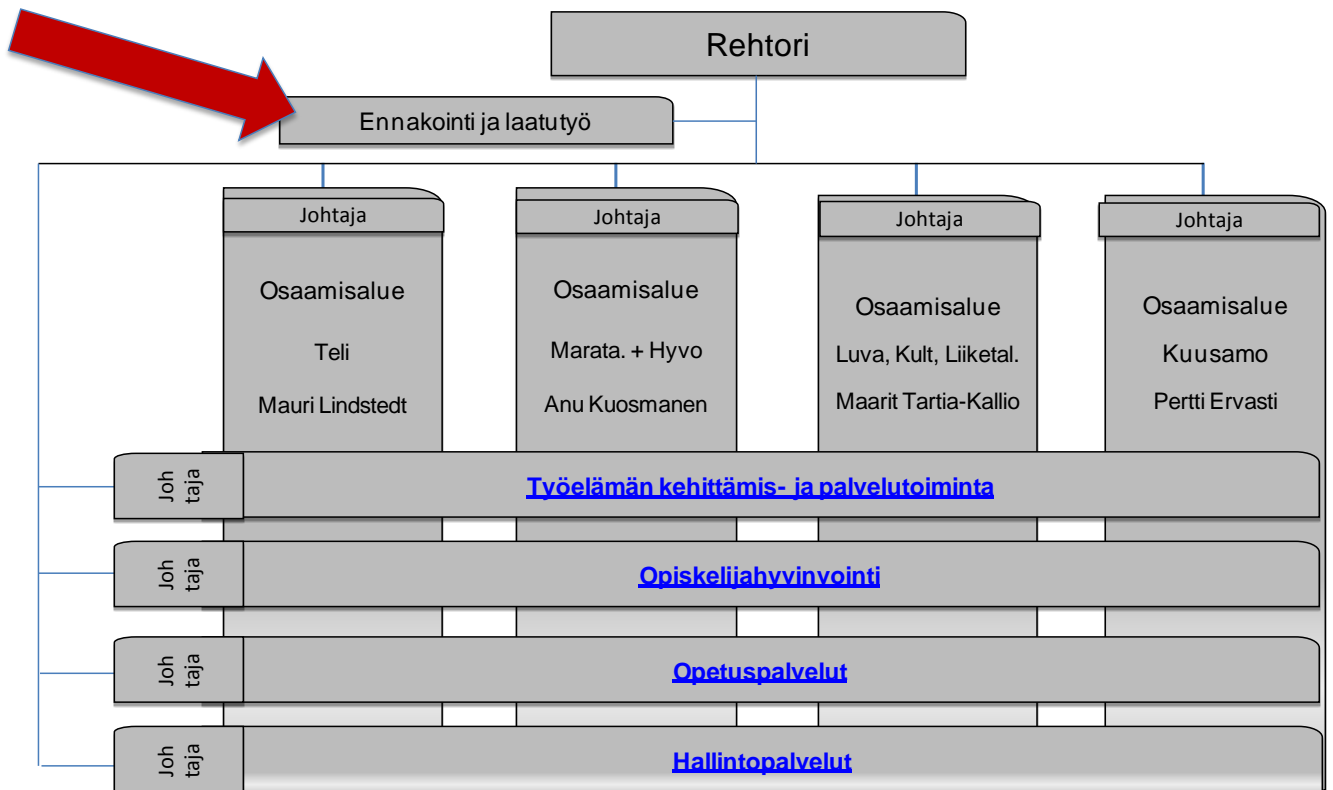 Rehtori
Ennakointi ja laatutyö
Johtaja
Osaamisalue
Teli
Mauri Lindstedt
Johtaja
Osaamisalue
Marata. + Hyvo
Anu Kuosmanen
Johtaja
Osaamisalue
Luva, Kult, Liiketal.
Maarit Tartia-Kallio
Johtaja
Osaamisalue
Kuusamo
Pertti Ervasti
Joh
taja
Työelämän kehittämis- ja palvelutoiminta
Joh
taja
Opiskelijahyvinvointi
Joh
taja
Opetuspalvelut
Joh
taja
Hallintopalvelut